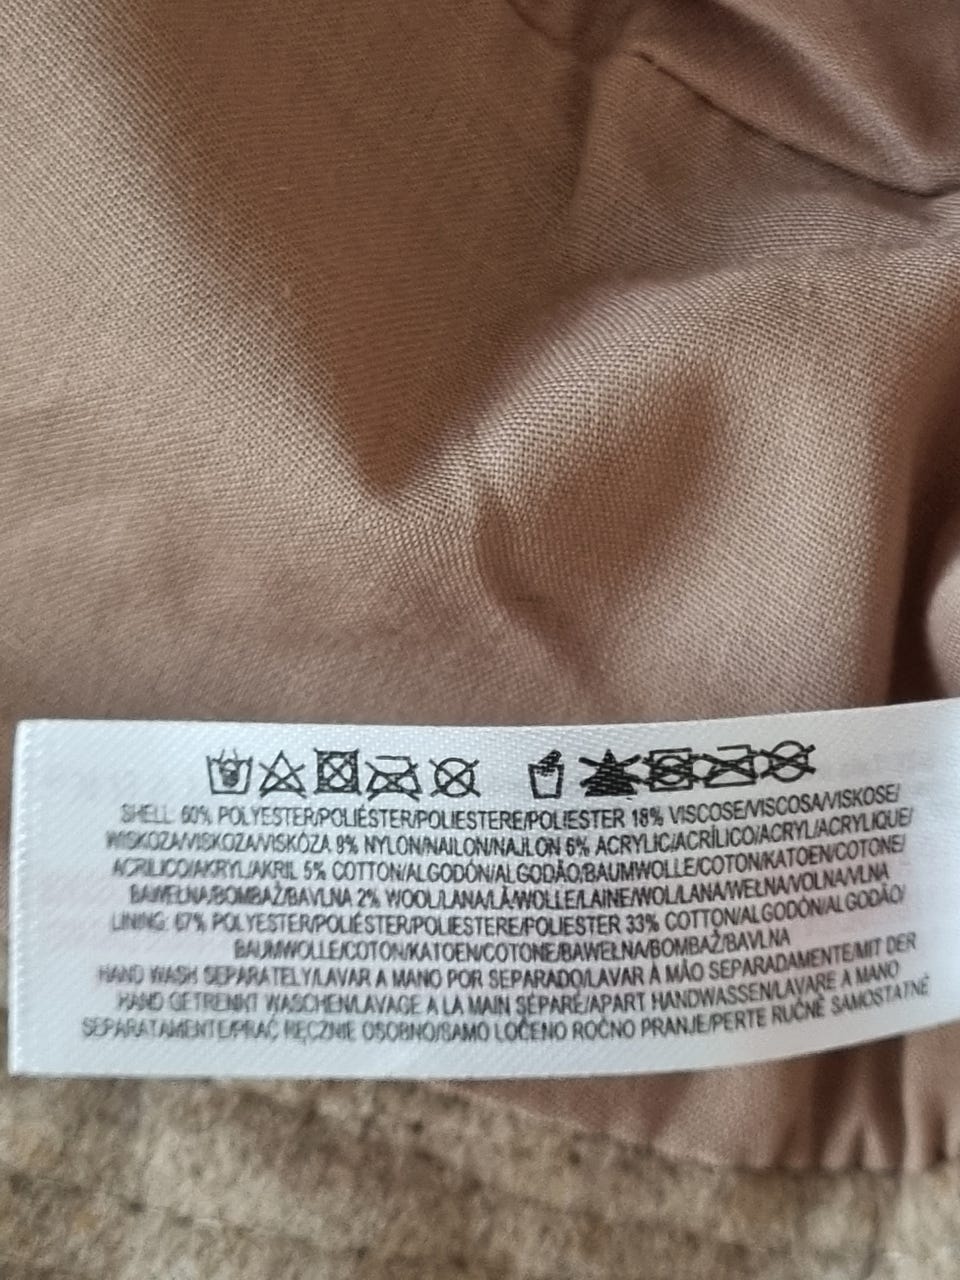 SHELL: 60% POLYESTER/POLIÉSTER/POLIESTERE/POLIESTER 18% VISCOSE/VISCOSA/VISKOSE/
WISKOZA/VISKOZA/VISKÓZA 9% NYLON/NAILON/NAJLON 6% ACRYLIC/ACRÍLICO/ACRYL/ACRYLIQUE/
ACRILICO/AKRYL/AKRIL 5% COTTON/ALGODÓN/ALGODÃO/BAUMWOLLE/COTON/KATOEN/COTONE/
BAWEŁNA/BOMBAŽ/BAVLNA 2% WOOL/LANA/LÃ/WOLLE/LAINE/WOL/LANA/WEŁNA/VOLNA/VLNA
LINING: 67% POLYESTER/POLIÉSTER/POLIESTERE/POLIESTER 33% COTTON/ALGODÓN/ALGODÃO/
BAUMWOLLE/COTON/KATOEN/COTONE/BAWEŁNA/BOMBAŽ/BAVLNA
HAND WASH SEPARATELY/LAVAR A MANO POR SEPARADO/LAVAR À MÃO SEPARADAMENTE/MIT DER
HAND GETRENNT WASCHEN/LAVAGE A LA MAIN SÉPARÉ/APART HANDWASSEN/LAVARE A MANO
SEPARATAMENTE/PRAĆ RĘCZNIE OSOBNO/SAMO LOČENO ROČNO PRANJE/PERTE RUČNĚ SAMOSTATNĚ